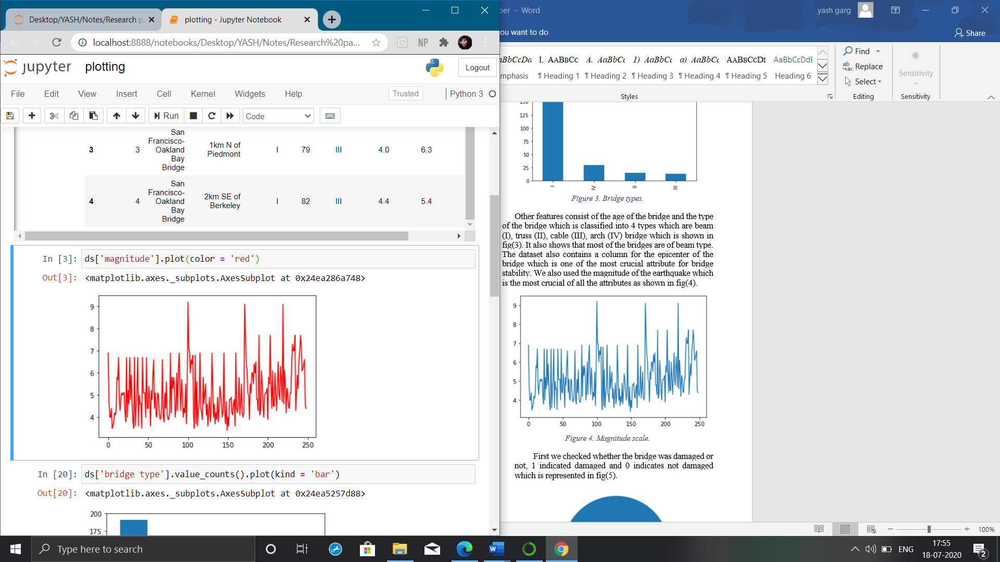 Desktop/YASH/Notes/Research p
plotting - Jupyter Notebook
localhost:8888/notebooks/Desktop/YASH/Notes/Research%20pa...
NP
jupyter plotting
Logout
File Edit View Insert Cell Kernel Widgets Help
Trusted
Python 3
Run
Code
3 3 San Francisco-Oakland Bay Bridge 1km N of Piedmont I 79 III 4.0 6.3
4 4 San Francisco-Oakland Bay Bridge 2km SE of Berkeley I 82 III 4.4 5.4
In [3]: ds['magnitude'].plot(color = 'red')
Out[3]: <matplotlib.axes._subplots.AxesSubplot at 0x24ea286a748>
9
8
7
6
5
4
0 50 100 150 200 250
In [20]: ds['bridge type'].value_counts().plot(kind = 'bar')
Out[20]: <matplotlib.axes._subplots.AxesSubplot at 0x24ea5257d88>
200
175
per - Word
yash garg
ou want to do
Share
aBbCcDa I. AABBCC A. AaBbCc 1) AaBbCc a) AaBbCc AABBCCDI AaBbCcDdE
mphasis ¶ Heading 1 ¶ Heading 2 ¶ Heading 3 ¶ Heading 4 ¶ Heading 5 Heading 6
Styles
Find
Replace
Select
Editing
Sensitivity
Sensitivity
150
125
100
75
50
25
0
I IV II III
Figure 3. Bridge types.
Other features consist of the age of the bridge and the type
of the bridge which is classified into 4 types which are beam
(I), truss (II), cable (III), arch (IV) bridge which is shown in
fig(3). It also shows that most of the bridges are of beam type.
The dataset also contains a column for the epicenter of the
bridge which is one of the most crucial attribute for bridge
stability. We also used the magnitude of the earthquake which
is the most crucial of all the attributes as shown in fig(4).
9
8
7
6
5
4
0 50 100 150 200 250
Figure 4. Magnitude scale.
First we checked whether the bridge was damaged or
not, 1 indicated damaged and 0 indicates not damaged
which is represented in fig(5).
100%
Type here to search
ENG
17:55
18-07-2020
2